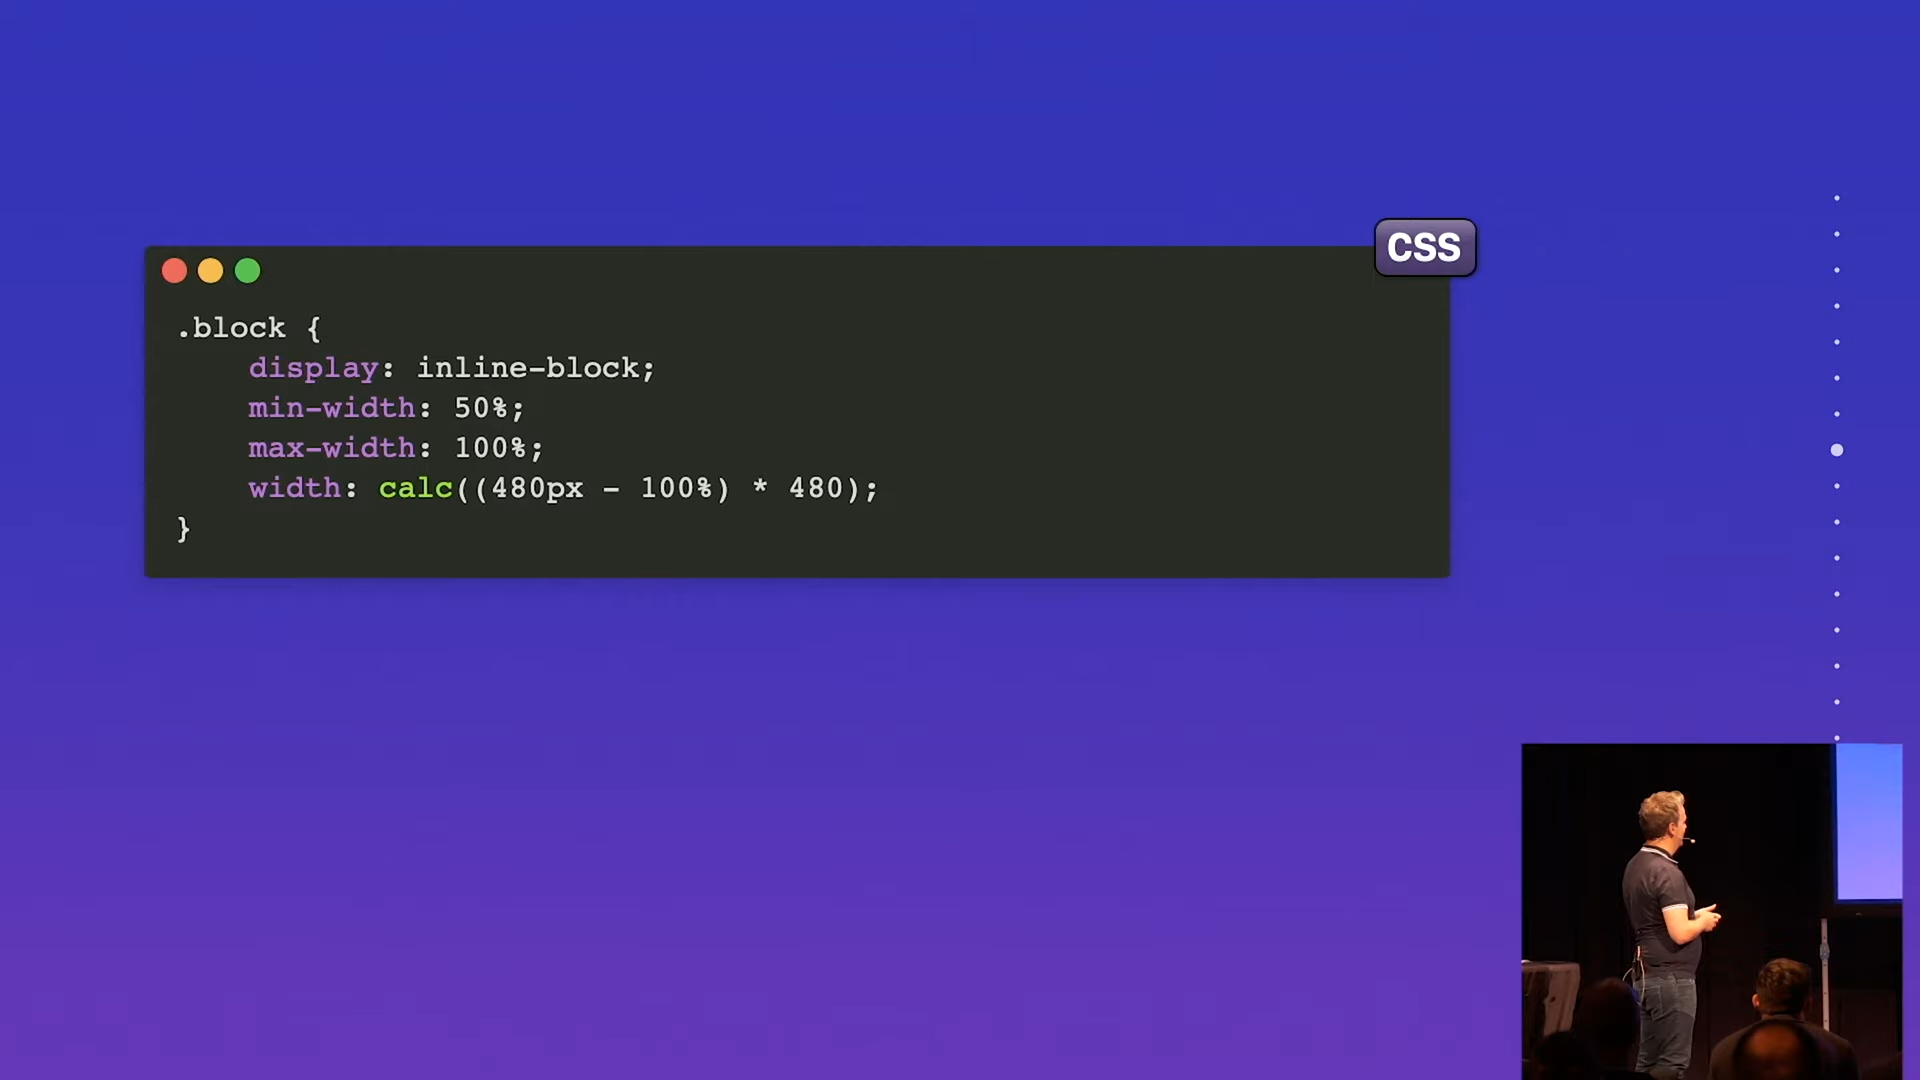 CSS
.block {
display: inline-block;
min-width: 50%;
max-width: 100%;
width: calc((480px - 100%) * 480);
}